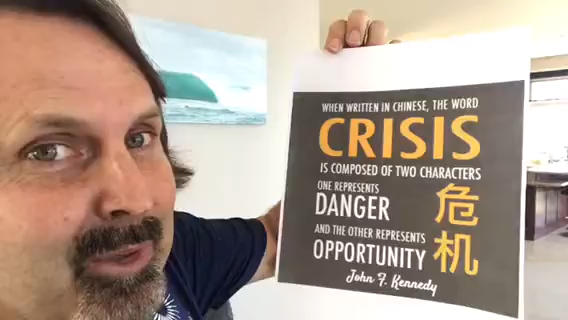 WHEN WRITTEN IN CHINESE, THE WORD
CRISIS
IS COMPOSED OF TWO CHARACTERS
ONE REPRESENTS
DANGER
危
AND THE OTHER REPRESENTS
OPPORTUNITY
机
John F. Kennedy